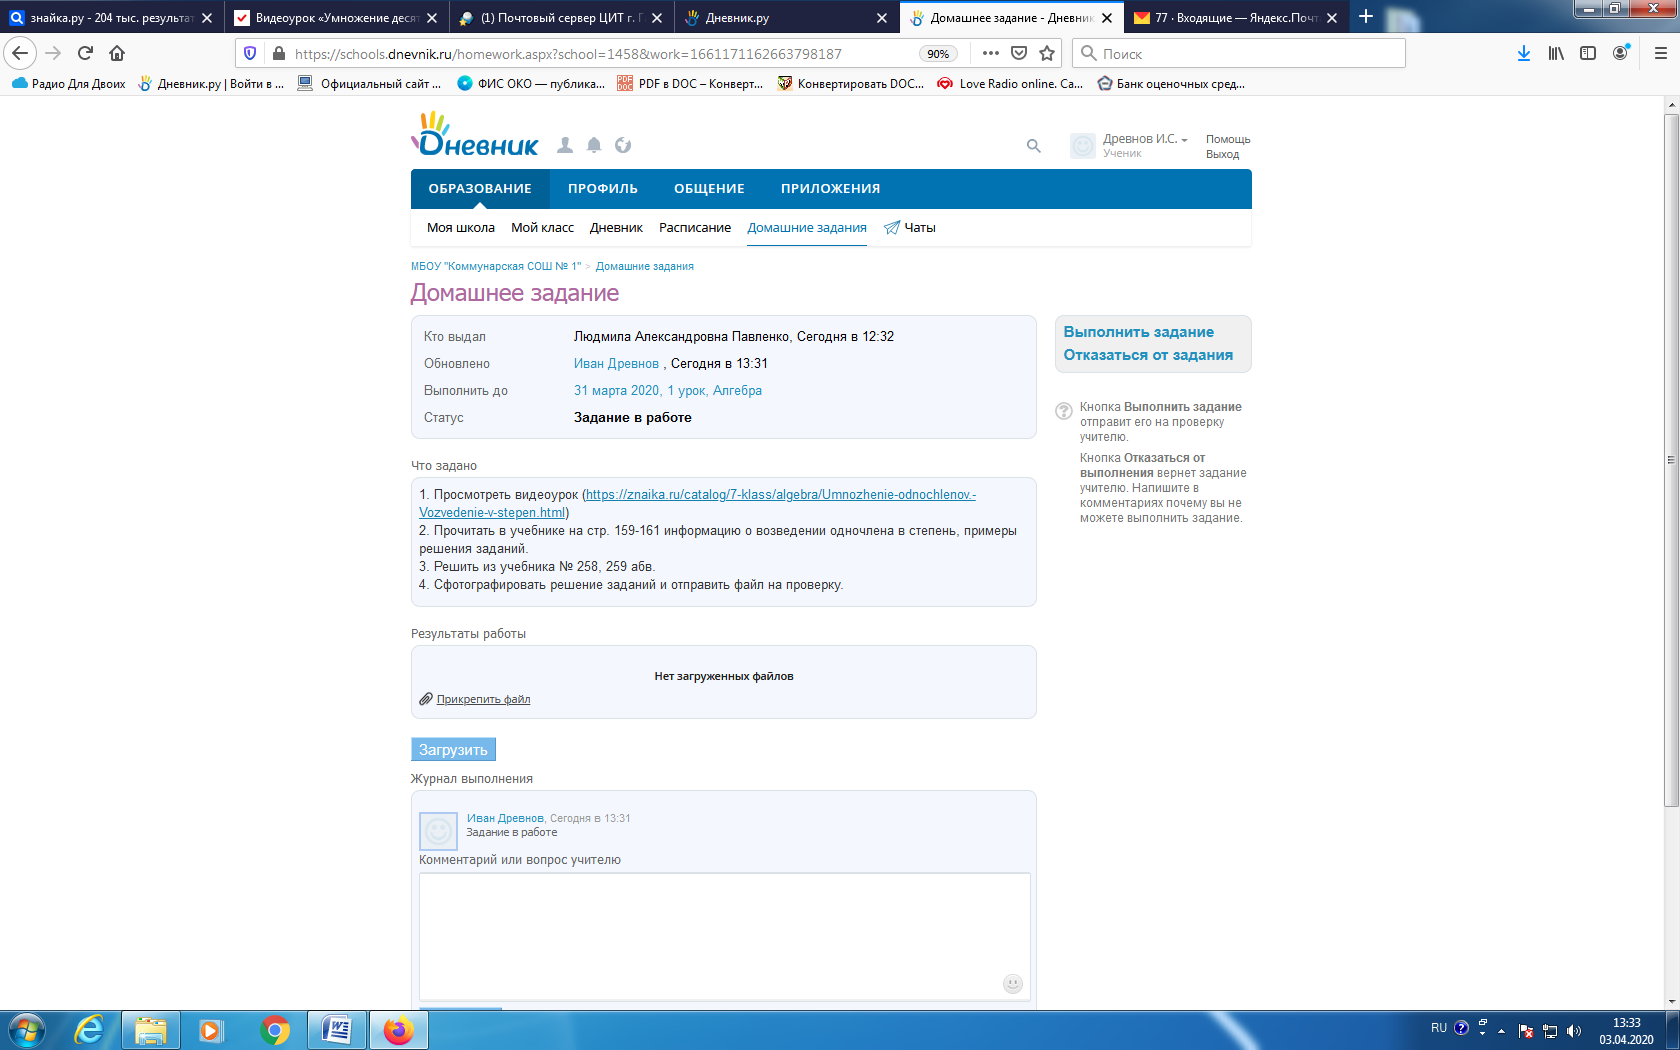 знайка.ру - 204 тыс. результат
Видеоурок «Умножение десят
(1) Почтовый сервер ЦИТ г. Г
Дневник.ру
Домашнее задание - Дневник
77 · Входящие — Яндекс.Почт
https://schools.dnevnik.ru/homework.aspx?school=1458&work=1661171162663798187
90%
Поиск
Радио Для Двоих
Дневник.ру | Войти в ...
Официальный сайт ...
ФИС ОКО — публика...
PDF в DOC – Конверт...
Конвертировать DOC...
Love Radio online. Са...
Банк оценочных сред...
Дневник
Древнов И.С.
Ученик
Помощь
Выход
ОБРАЗОВАНИЕ ПРОФИЛЬ ОБЩЕНИЕ ПРИЛОЖЕНИЯ
Моя школа Мой класс Дневник Расписание Домашние задания Чаты
МБОУ "Коммунарская СОШ № 1" > Домашние задания
Домашнее задание
Кто выдал Людмила Александровна Павленко, Сегодня в 12:32
Обновлено Иван Древнов , Сегодня в 13:31
Выполнить до 31 марта 2020, 1 урок, Алгебра
Статус Задание в работе
Выполнить задание
Отказаться от задания
Кнопка Выполнить задание
отправит его на проверку
учителю.
Кнопка Отказаться от
выполнения вернет задание
учителю. Напишите в
комментариях почему вы не
можете выполнить задание.
Что задано
1. Просмотреть видеоурок (https://znaika.ru/catalog/7-klass/algebra/Umnozhenie-odnochlenov.-
Vozvedenie-v-stepen.html)
2. Прочитать в учебнике на стр. 159-161 информацию о возведении одночлена в степень, примеры
решения заданий.
3. Решить из учебника № 258, 259 абв.
4. Сфотографировать решение заданий и отправить файл на проверку.
Результаты работы
Нет загруженных файлов
Прикрепить файл
Загрузить
Журнал выполнения
Иван Древнов, Сегодня в 13:31
Задание в работе
Комментарий или вопрос учителю
RU
13:33
03.04.2020